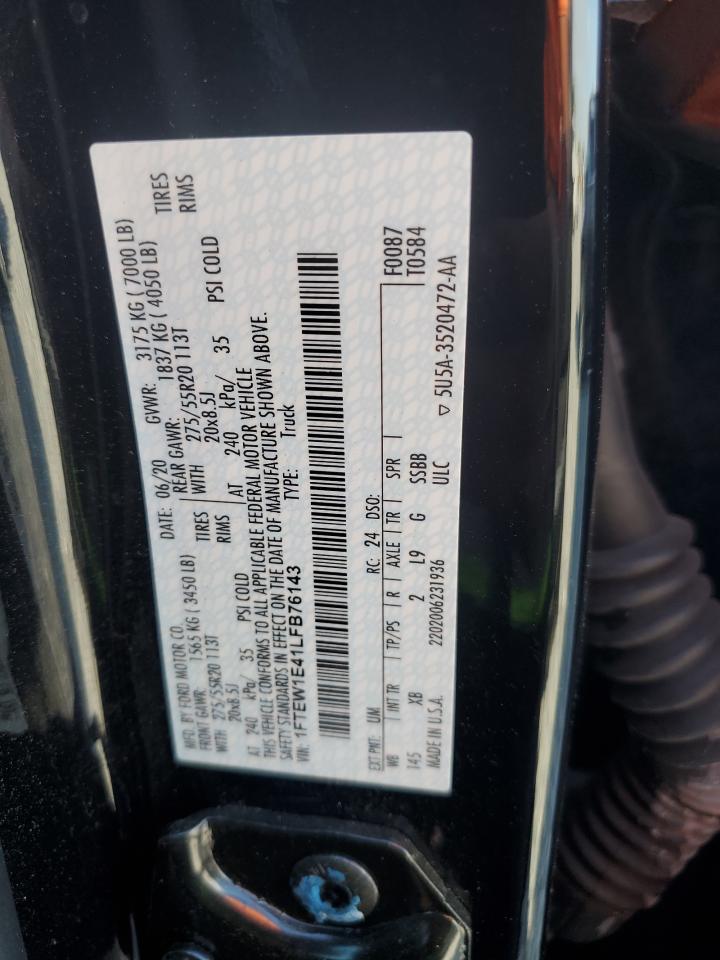 MFD. BY FORD MOTOR CO.
DATE: 06/20 GVWR: 3175 KG ( 7000 LB)
FRONT GAWR: 1565 KG ( 3450 LB) REAR GAWR: 1837 KG ( 4050 LB)
WITH 275/55R20 113T TIRES WITH 275/55R20 113T TIRES
20x8.5J RIMS 20x8.5J RIMS
AT 240 kPa/ 35 PSI COLD AT 240 kPa/ 35 PSI COLD
THIS VEHICLE CONFORMS TO ALL APPLICABLE FEDERAL MOTOR VEHICLE
SAFETY STANDARDS IN EFFECT ON THE DATE OF MANUFACTURE SHOWN ABOVE.
VIN: 1FTEW1E41LFB76143 TYPE: Truck
F0087
T0584
EXT PNT: UM RC: 24 DSO:
WB INT TR TP/PS R AXLE TR SPR
145 XB 2 L9 G SSBB
ULC
MADE IN U.S.A. 2202006231936
▽ 5U5A-3520472-AA